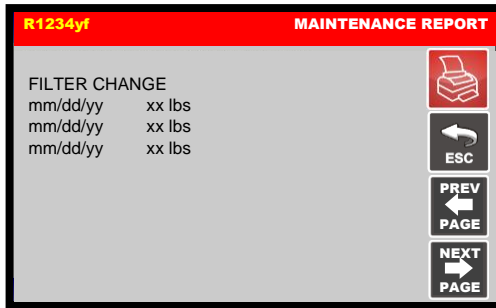 R1234yf MAINTENANCE REPORT
FILTER CHANGE
mm/dd/yy xx lbs
mm/dd/yy xx lbs
mm/dd/yy xx lbs
ESC
PREV
PAGE
NEXT
PAGE